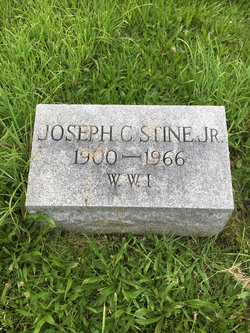 JOSEPH C. STINE, JR.
1900—1966
W W I